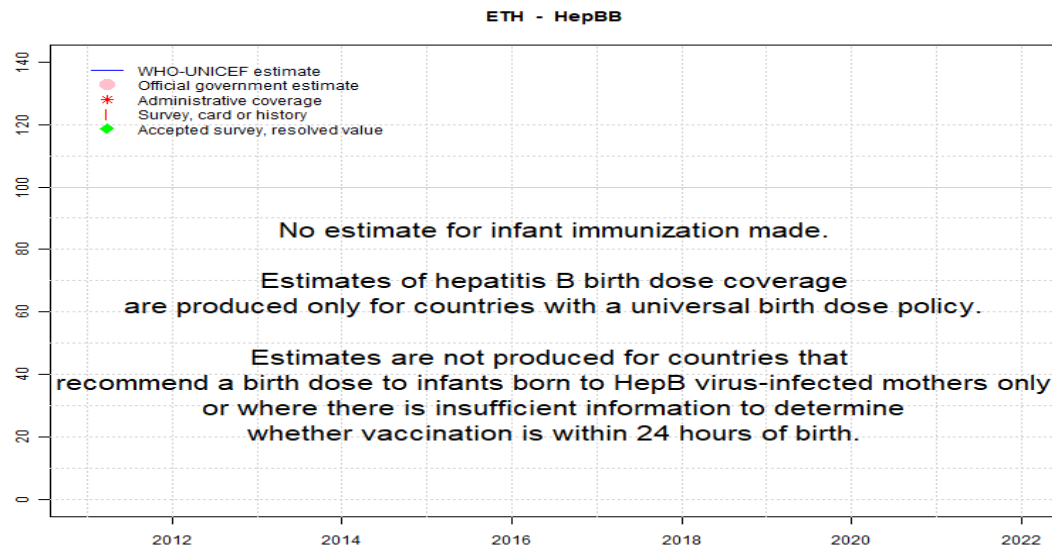 ETH - HepBB
WHO-UNICEF estimate
Official government estimate
Administrative coverage
Survey, card or history
Accepted survey, resolved value
140
120
100
80
60
40
20
0
No estimate for infant immunization made.
Estimates of hepatitis B birth dose coverage
are produced only for countries with a universal birth dose policy.
Estimates are not produced for countries that
recommend a birth dose to infants born to HepB virus-infected mothers only
or where there is insufficient information to determine
whether vaccination is within 24 hours of birth.
2012 2014 2016 2018 2020 2022